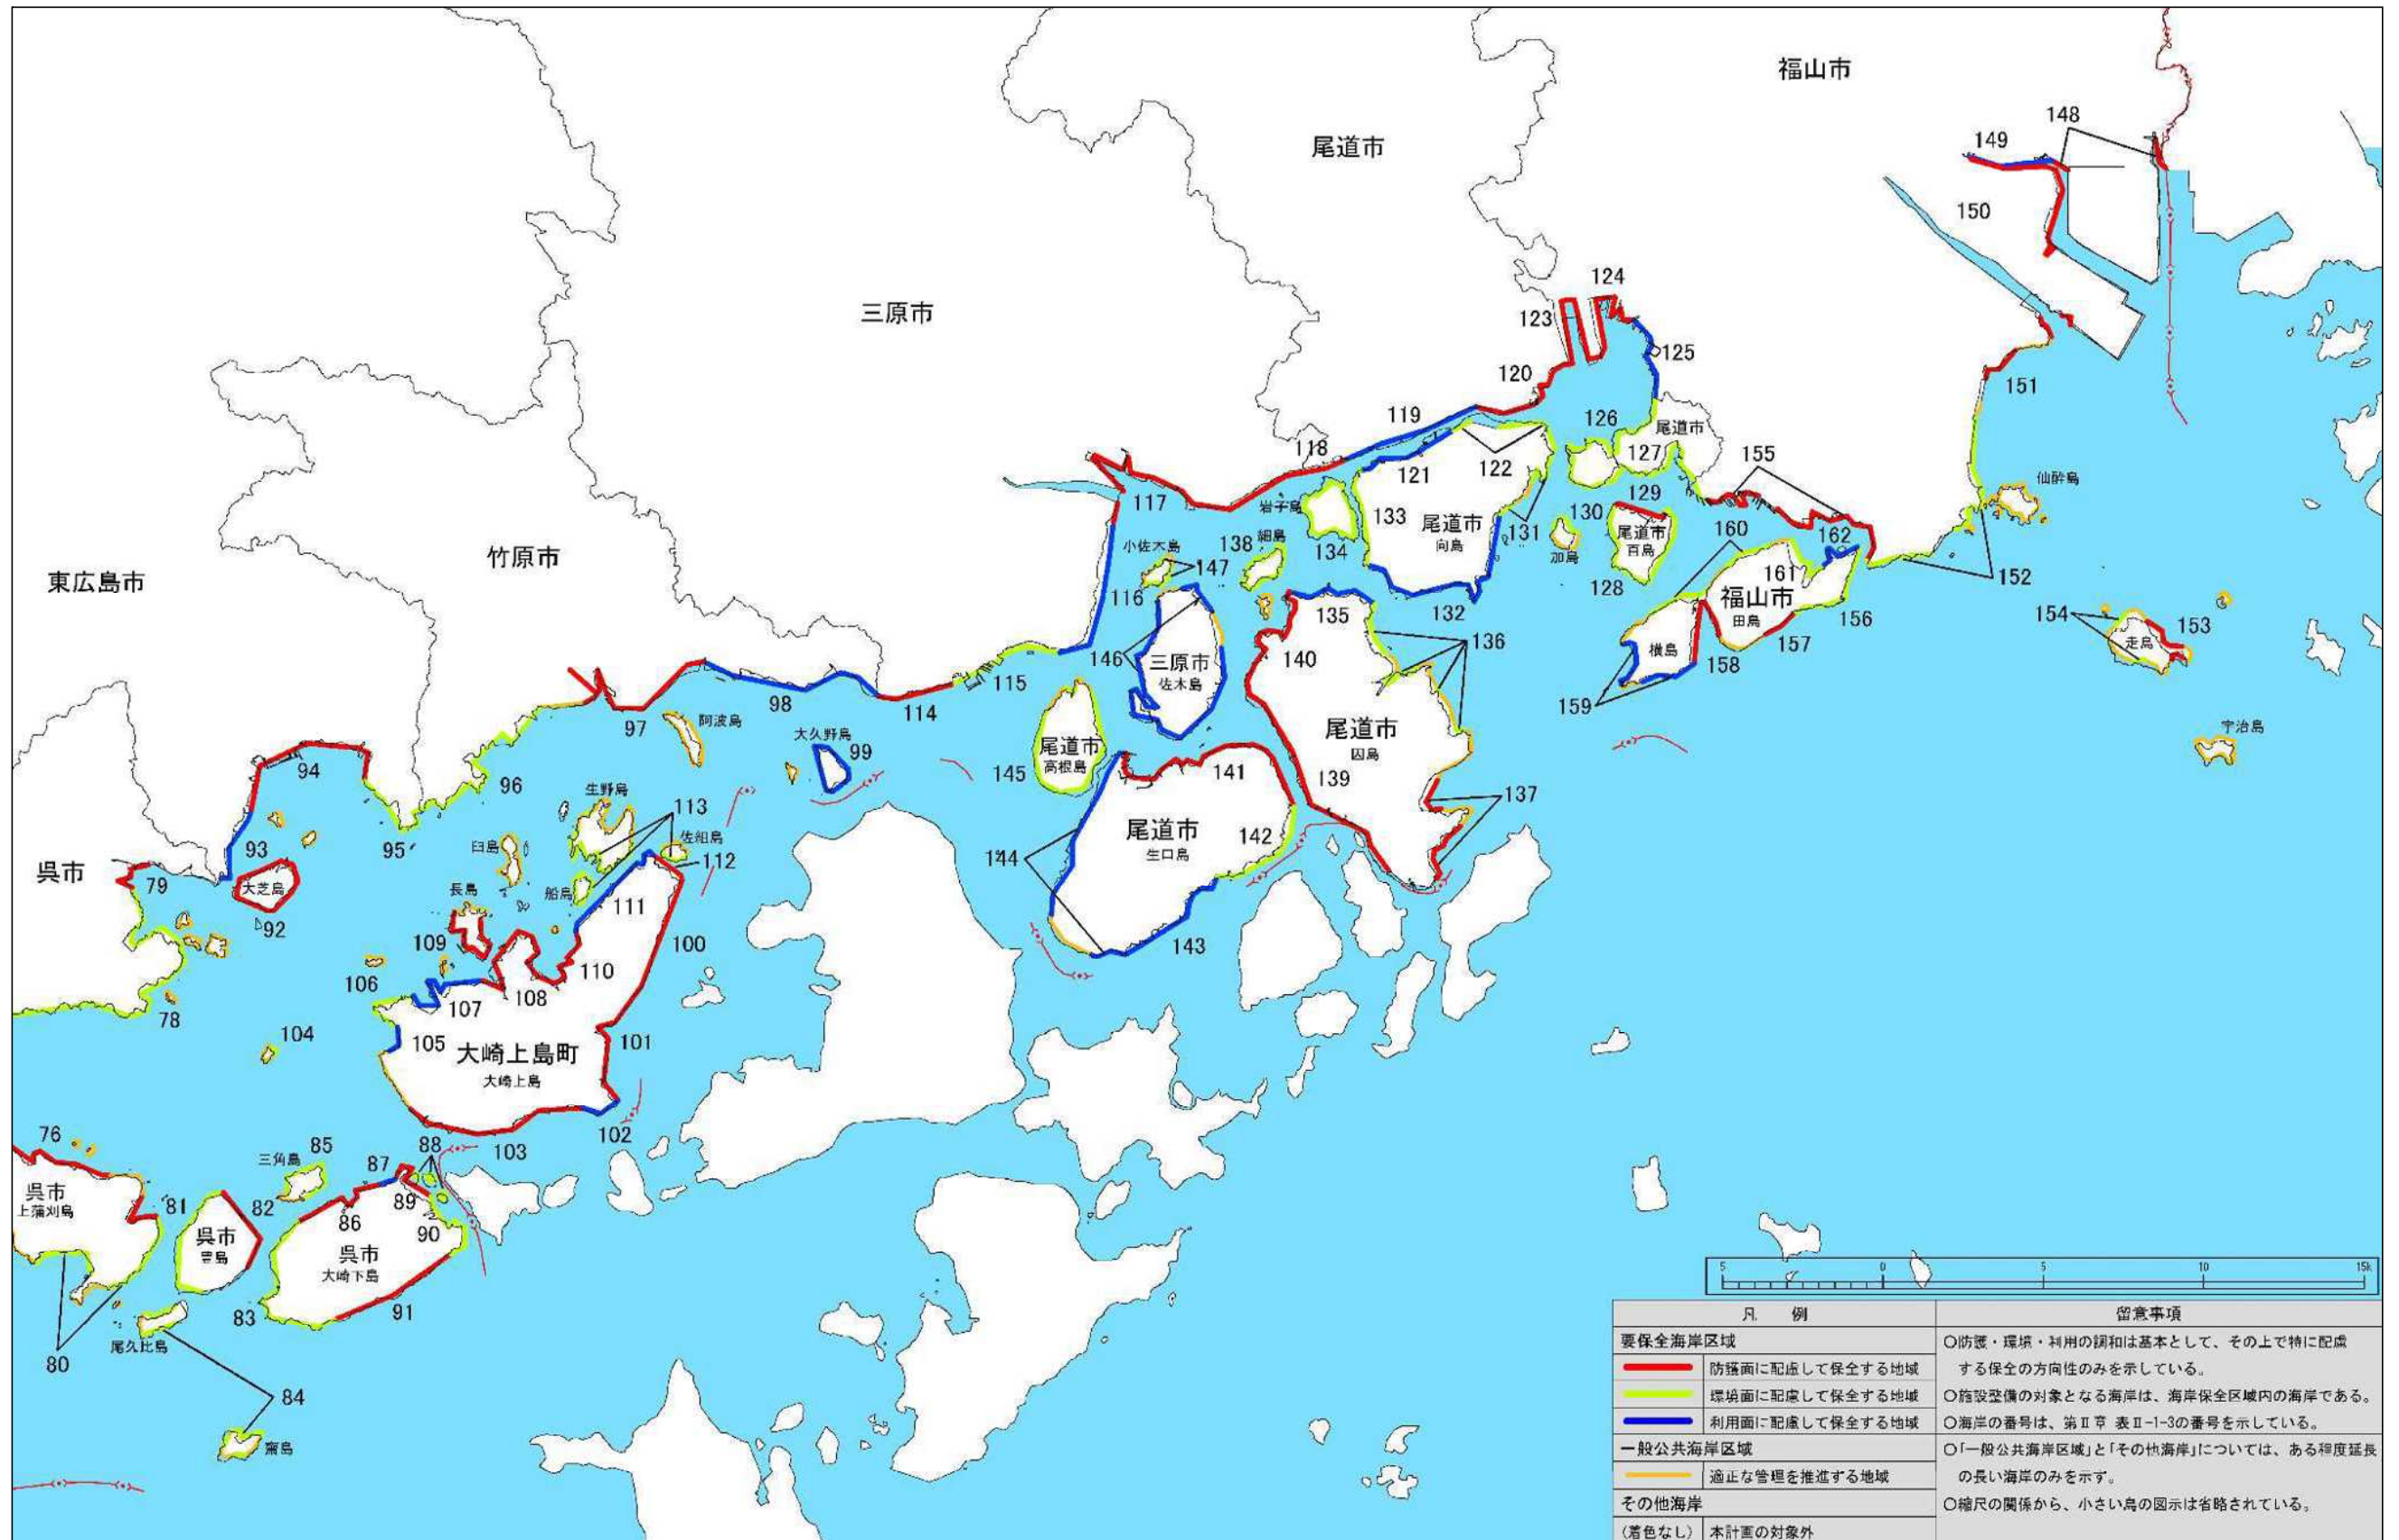 福山市
148
149
尾道市
150
124
三原市
123
125
120
151
119
126
尾道市
118
155
127
121
122
仙酔島
117
岩子島
129
133
尾道市
向島
130
131
160
162
竹原市
小佐木島
138
細島
134
尾道市
百島
加島
147
東広島市
161
152
116
128
福山市
田島
135
132
156
154
153
136
走島
157
146
三原市
佐木島
140
横島
158
115
98
114
159
97
阿波島
大久野島
尾道市
因島
宇治島
99
尾道市
高根島
94
145
141
139
96
生野島
137
113
尾道市
生口島
142
佐組島
93
95
臼島
112
144
呉市
79
大芝島
長島
船島
111
92
109
100
143
110
106
108
107
78
104
105
101
大崎上島町
大崎上島
76
102
88
103
85
三角島
87
呉市
上蒲刈島
81
82
89
86
90
呉市
豊島
呉市
大崎下島
5 0 5 10 15k
83
91
凡 例
留意事項
尾久比島
要保全海岸区域
○防護・環境・利用の調和は基本として、その上で特に配慮
80
防護面に配慮して保全する地域
する保全の方向性のみを示している。
84
環境面に配慮して保全する地域
○施設整備の対象となる海岸は、海岸保全区域内の海岸である。
利用面に配慮して保全する地域
○海岸の番号は、第Ⅱ章 表Ⅱ-1-3の番号を示している。
齋島
一般公共海岸区域
○「一般公共海岸区域」と「その他海岸」については、ある程度延長
適正な管理を推進する地域
の長い海岸のみを示す。
その他海岸
○縮尺の関係から、小さい島の図示は省略されている。
(着色なし) 本計画の対象外